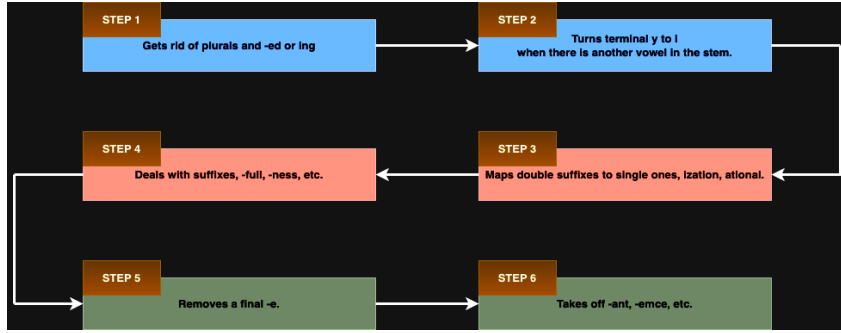 STEP 1
Gets rid of plurals and -ed or ing
STEP 2
Turns terminal y to i
when there is another vowel in the stem.
STEP 3
Maps double suffixes to single ones, ization, ational.
STEP 4
Deals with suffixes, -full, -ness, etc.
STEP 5
Removes a final -e.
STEP 6
Takes off -ant, -emce, etc.